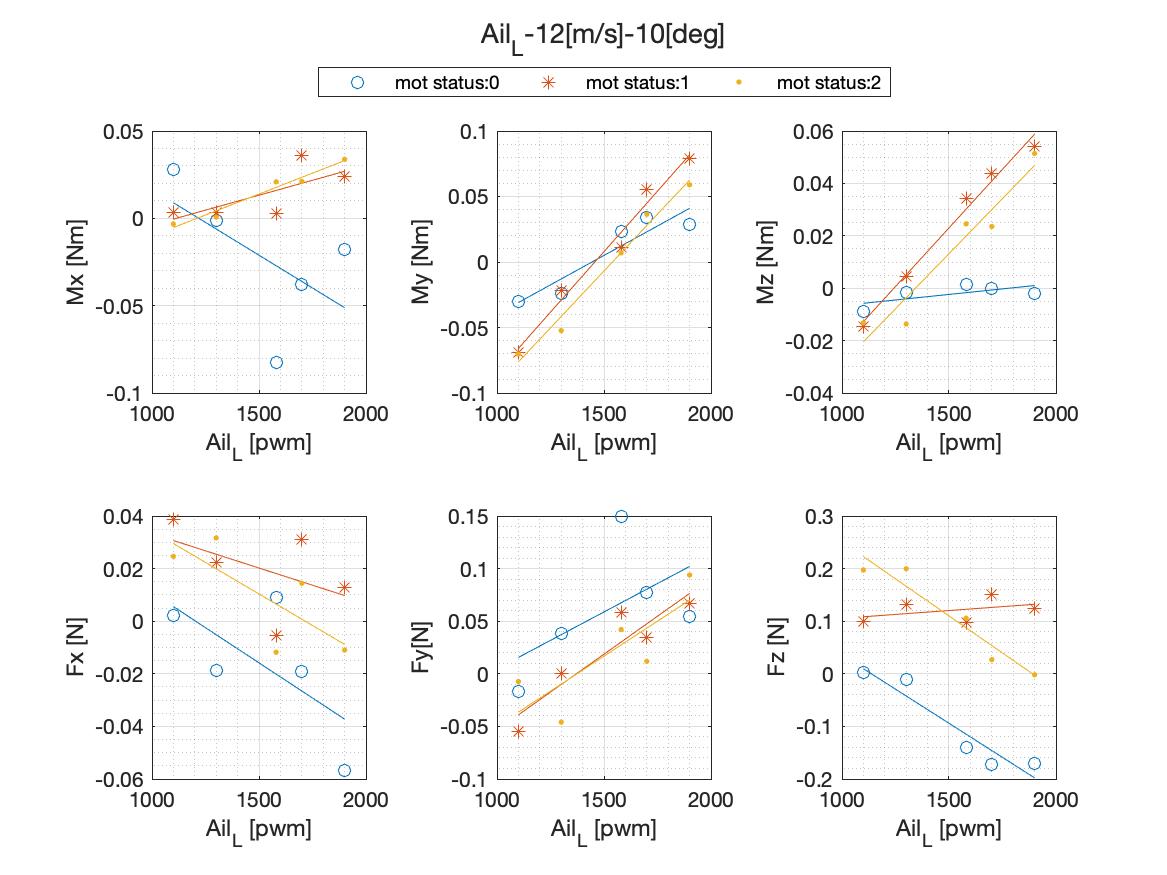 Ail_L-12[m/s]-10[deg]
mot status:0 mot status:1 mot status:2
0.05
0
-0.05
-0.1
Mx [Nm]
1000 1500 2000
Ail_L [pwm]
0.1
0.05
0
-0.05
-0.1
My [Nm]
1000 1500 2000
Ail_L [pwm]
0.06
0.04
0.02
0
-0.02
-0.04
Mz [Nm]
1000 1500 2000
Ail_L [pwm]
0.04
0.02
0
-0.02
-0.04
-0.06
Fx [N]
1000 1500 2000
Ail_L [pwm]
0.15
0.1
0.05
0
-0.05
-0.1
Fy[N]
1000 1500 2000
Ail_L [pwm]
0.3
0.2
0.1
0
-0.1
-0.2
Fz [N]
1000 1500 2000
Ail_L [pwm]